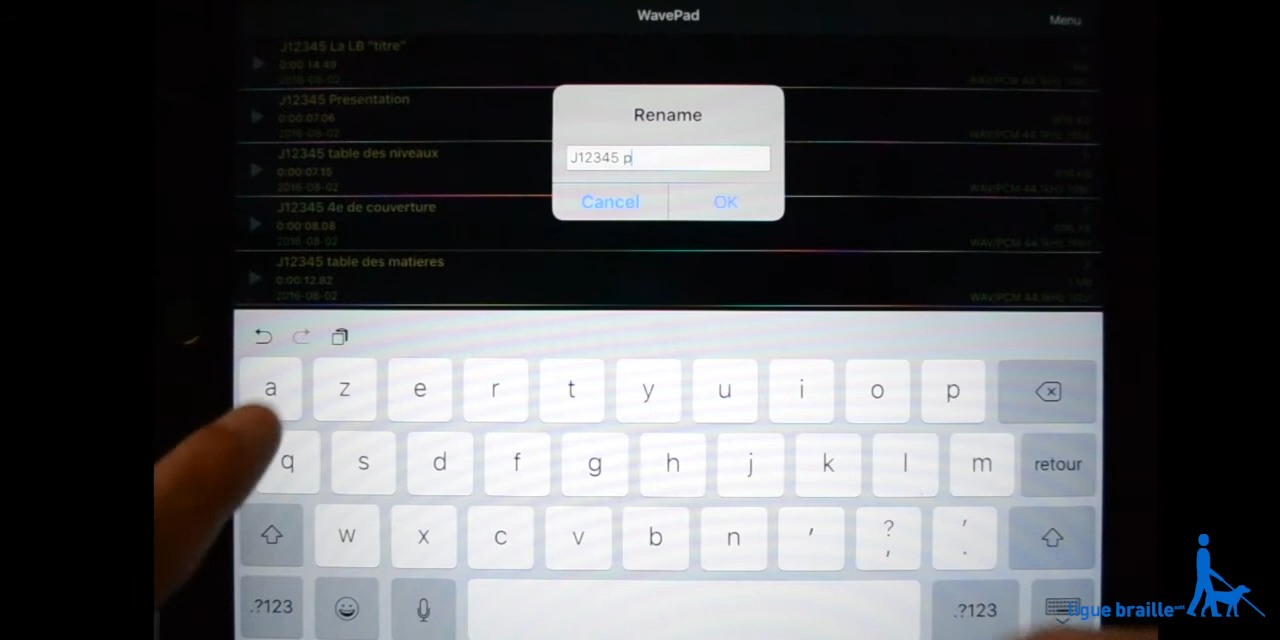 WavePad
Menu
J12345 La LB "titre"
0:00:14.49
2016-08-02
J12345 Presentation
0:00:07.06
2016-08-02
J12345 table des niveaux
0:00:07.15
2016-08-02
J12345 4e de couverture
0:00:08.08
2016-08-02
J12345 table des matieres
0:00:12.82
2016-08-02
Rename
J12345 p
Cancel OK
a z e r t y u i o p
q s d f g h j k l m retour
w x c v b n ' ? , ' .
.?123 .?123
ligue braille